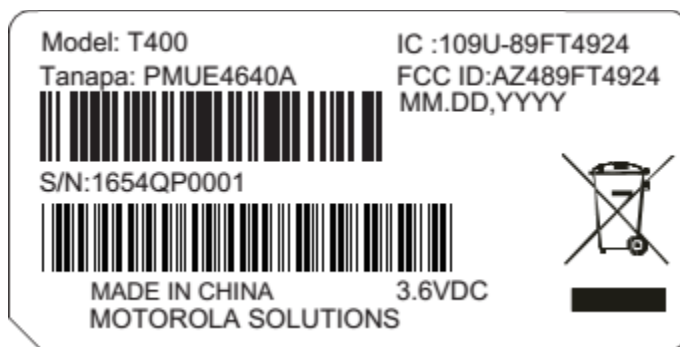 Model: T400
IC :109U-89FT4924
Tanapa: PMUE4640A
FCC ID:AZ489FT4924
MM.DD,YYYY
S/N:1654QP0001
MADE IN CHINA
3.6VDC
MOTOROLA SOLUTIONS